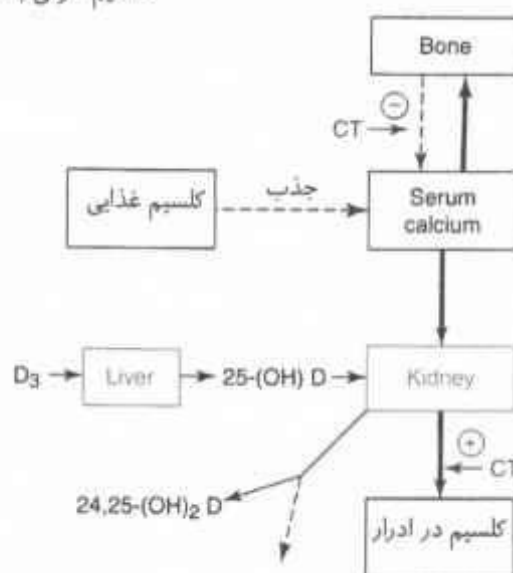 Bone
−
CT
جذب
کلسیم غذایی
Serum
calcium
D₃
Liver
25-(OH) D
Kidney
+
CT
24,25-(OH)₂ D
کلسیم در ادرار